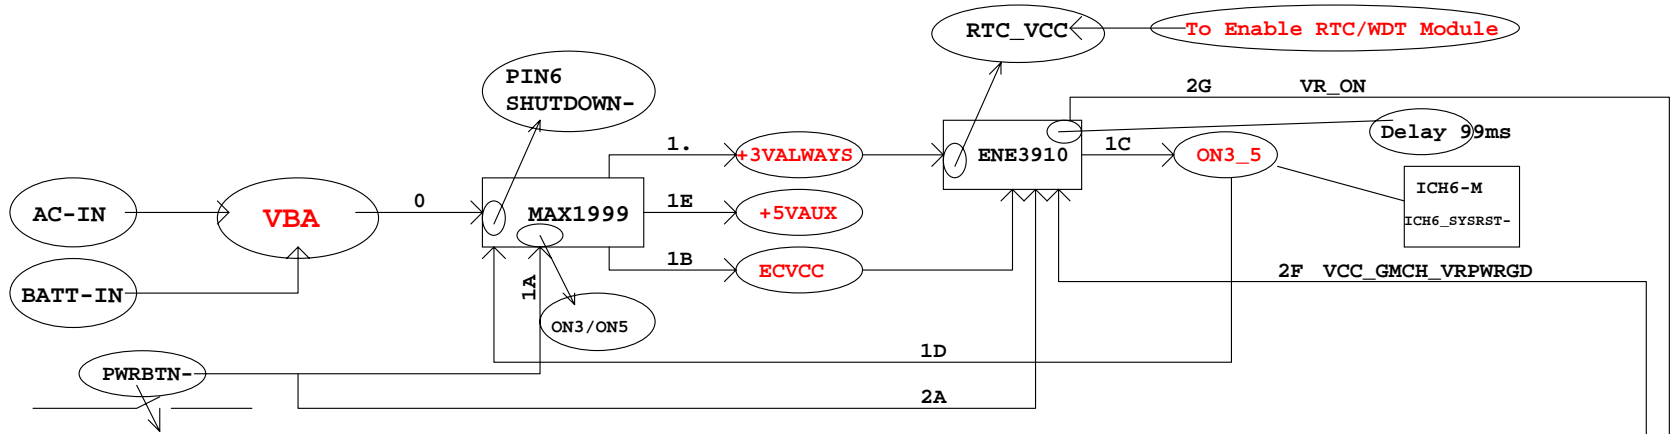 RTC_VCC
To Enable RTC/WDT Module
PIN6
SHUTDOWN-
2G
VR_ON
Delay 99ms
1.
+3VALWAYS
ENE3910
1C
ON3_5
ICH6-M
ICH6_SYSRST-
AC-IN
VBA
0
MAX1999
1E
+5VAUX
1B
ECVCC
2F VCC_GMCH_VRPWRGD
BATT-IN
1A
ON3/ON5
1D
PWRBTN-
2A